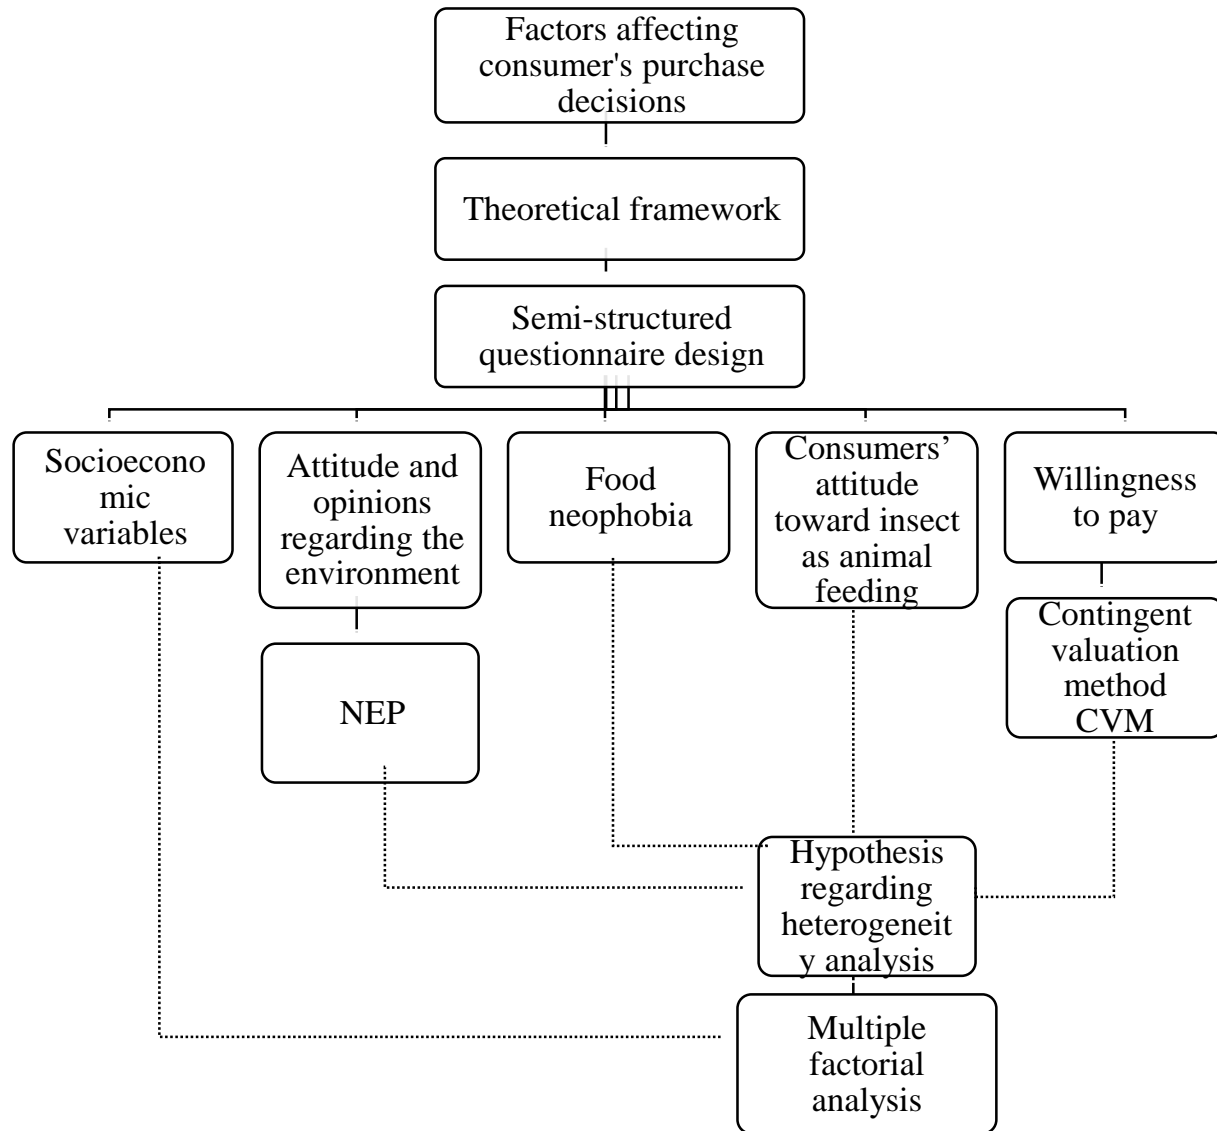 Factors affecting
consumer's purchase
decisions
Theoretical framework
Semi-structured
questionnaire design
Socioecono
mic
variables
Attitude and
opinions
regarding the
environment
Food
neophobia
Consumers’
attitude
toward insect
as animal
feeding
Willingness
to pay
NEP
Contingent
valuation
method
CVM
Hypothesis
regarding
heterogeneit
y analysis
Multiple
factorial
analysis